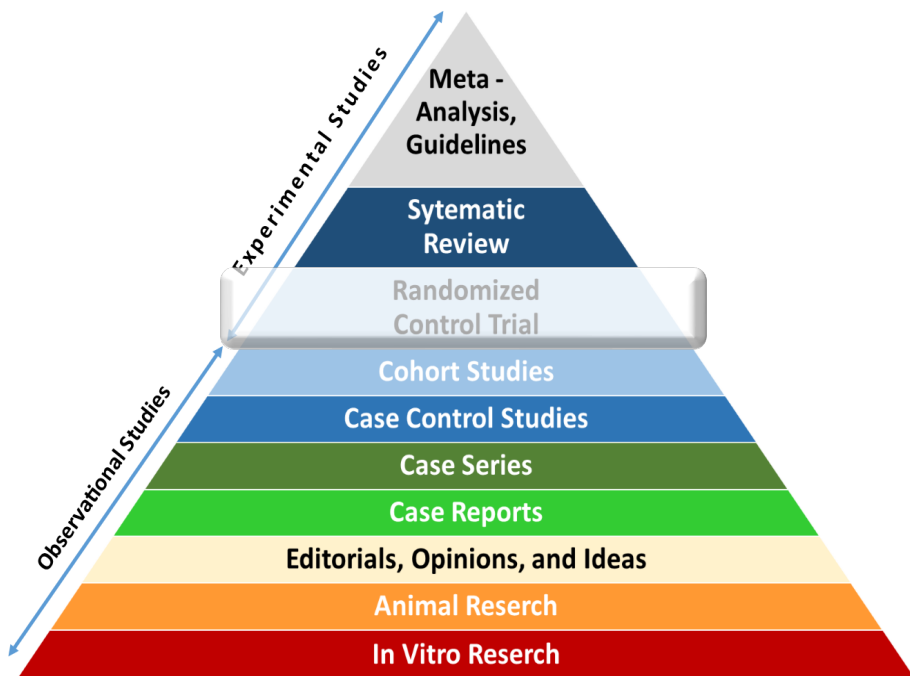 Meta -
Analysis,
Guidelines
Sytematic
Review
Randomized
Control Trial
Cohort Studies
Case Control Studies
Case Series
Case Reports
Editorials, Opinions, and Ideas
Animal Reserch
In Vitro Reserch
Experimental Studies
Observational Studies